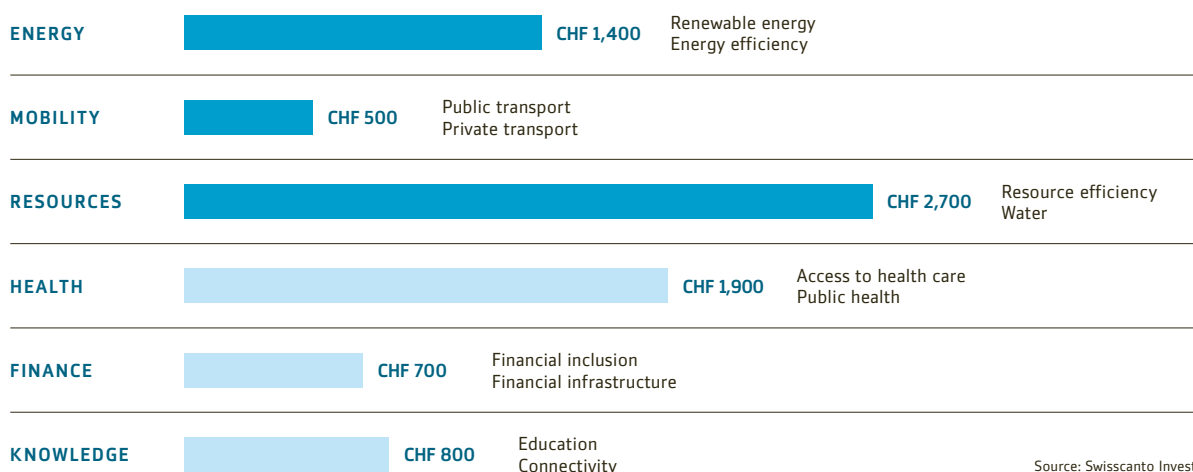 ENERGY
CHF 1,400
Renewable energy
Energy efficiency
MOBILITY
CHF 500
Public transport
Private transport
RESOURCES
CHF 2,700
Resource efficiency
Water
HEALTH
CHF 1,900
Access to health care
Public health
FINANCE
CHF 700
Financial inclusion
Financial infrastructure
KNOWLEDGE
CHF 800
Education
Connectivity
Source: Swisscanto Invest